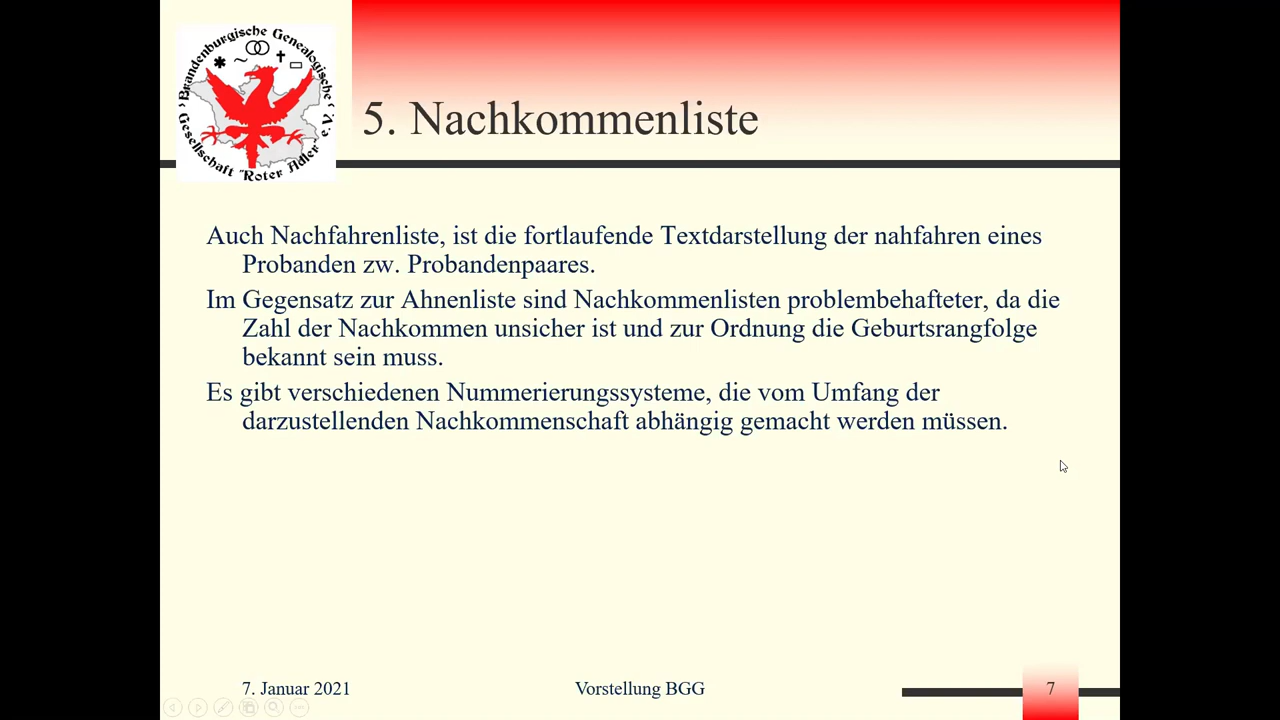 Brandenburgische Genealogische
Gesellschaft "Roter Adler" e.V.
5. Nachkommenliste
Auch Nachfahrenliste, ist die fortlaufende Textdarstellung der nahfahren eines
Probanden zw. Probandenpaares.
Im Gegensatz zur Ahnenliste sind Nachkommenlisten problembehafteter, da die
Zahl der Nachkommen unsicher ist und zur Ordnung die Geburtsrangfolge
bekannt sein muss.
Es gibt verschiedenen Nummerierungssysteme, die vom Umfang der
darzustellenden Nachkommenschaft abhängig gemacht werden müssen.
7. Januar 2021
Vorstellung BGG
7